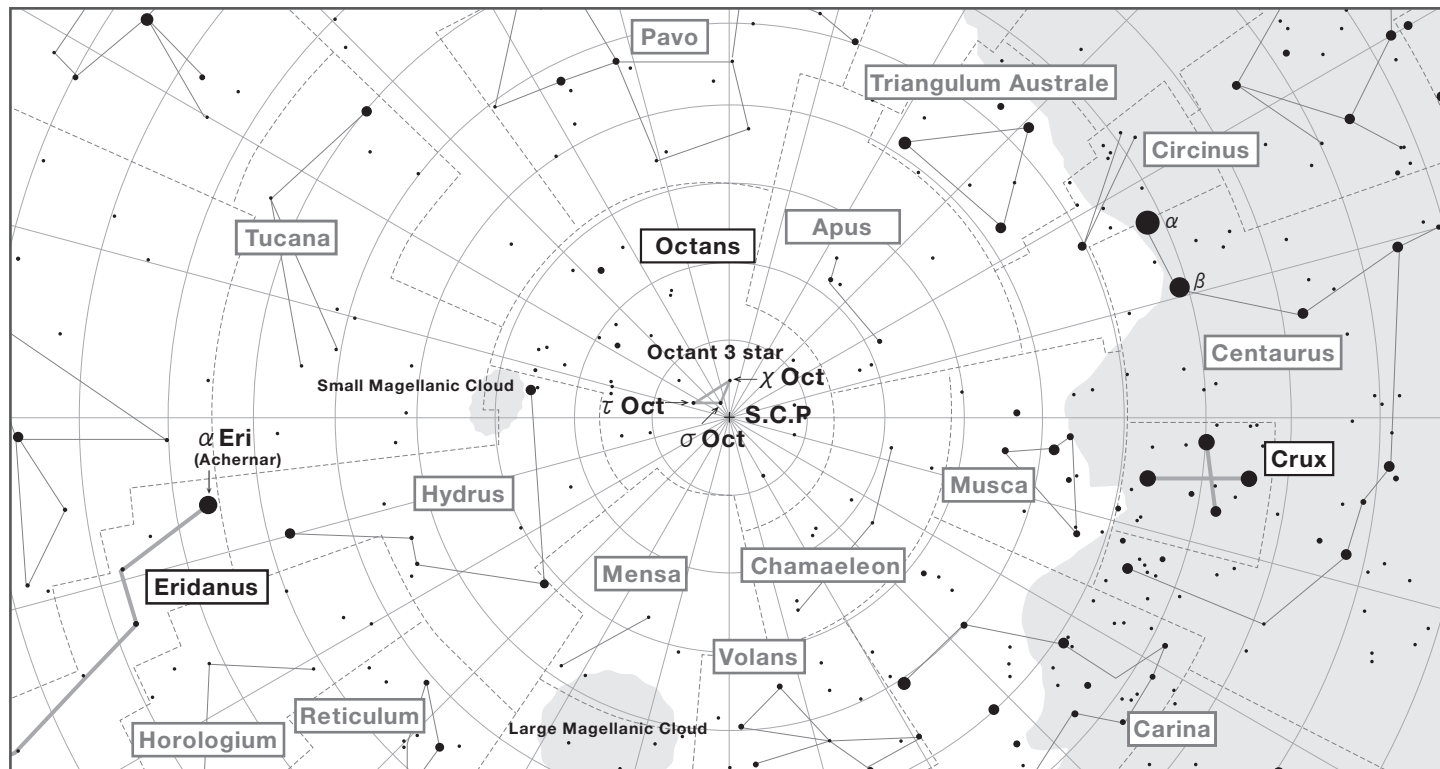 Pavo
Triangulum Australe
Circinus
α
Tucana
Octans
Apus
β
Octant 3 star
Centaurus
χ Oct
Small Magellanic Cloud
τ Oct
S.C.P
σ Oct
α Eri
(Achernar)
Crux
Hydrus
Musca
Mensa
Chamaeleon
Eridanus
Volans
Reticulum
Large Magellanic Cloud
Carina
Horologium